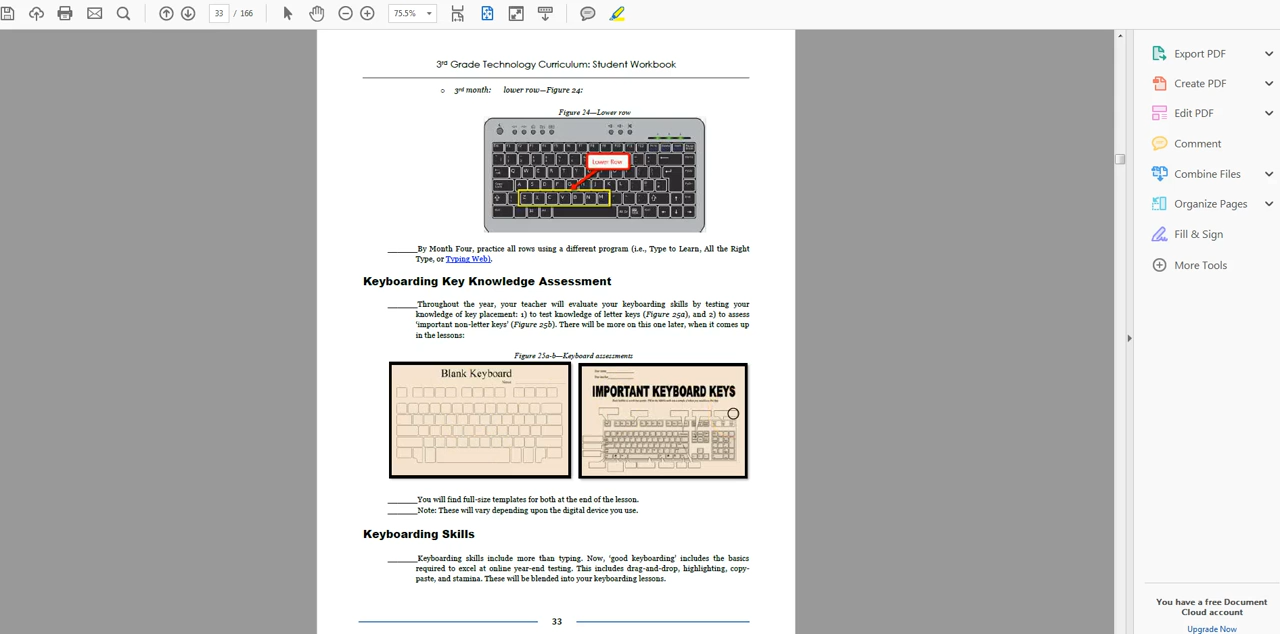 33 / 166
75.5%
3rd Grade Technology Curriculum: Student Workbook
o 3rd month: lower row—Figure 24:
Figure 24—Lower row
Lower Row
______By Month Four, practice all rows using a different program (i.e., Type to Learn, All the Right
Type, or Typing Web).
Keyboarding Key Knowledge Assessment
______Throughout the year, your teacher will evaluate your keyboarding skills by testing your
knowledge of key placement: 1) to test knowledge of letter keys (Figure 25a), and 2) to assess
'important non-letter keys' (Figure 25b). There will be more on this one later, when it comes up
in the lessons:
Figure 25a-b—Keyboard assessments
Blank Keyboard
IMPORTANT KEYBOARD KEYS
______You will find full-size templates for both at the end of the lesson.
______Note: These will vary depending upon the digital device you use.
Keyboarding Skills
______Keyboarding skills include more than typing. Now, 'good keyboarding' includes the basics
required to excel at online year-end testing. This includes drag-and-drop, highlighting, copy-
paste, and stamina. These will be blended into your keyboarding lessons.
33
Export PDF
Create PDF
Edit PDF
Comment
Combine Files
Organize Pages
Fill & Sign
More Tools
You have a free Document
Cloud account
Upgrade Now